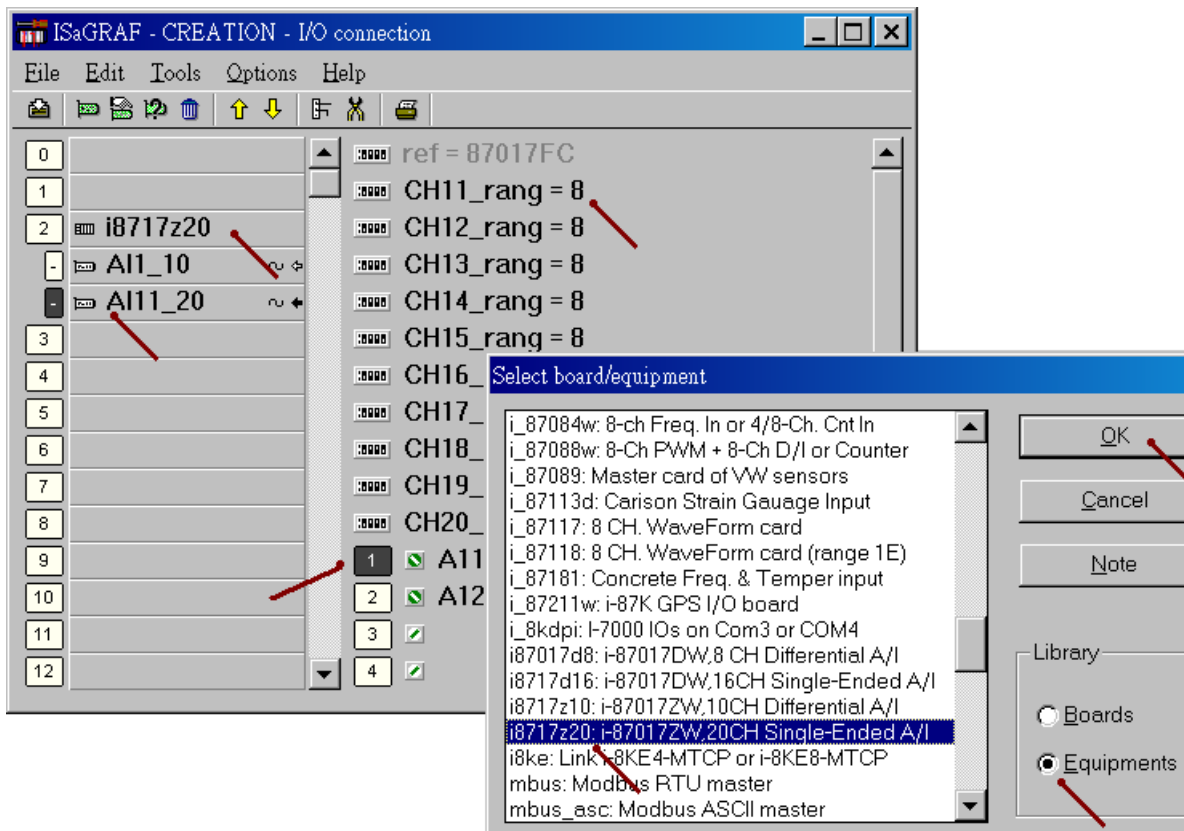 ISaGRAF - CREATION - I/O connection
File Edit Tools Options Help
0
1
2 i8717z20
- AI1_10
- AI11_20
3
4
5
6
7
8
9
10
11
12
ref = 87017FC
CH11_rang = 8
CH12_rang = 8
CH13_rang = 8
CH14_rang = 8
CH15_rang = 8
CH16_
CH17_
CH18_
CH19_
CH20_
1 A11
2 A12
3
4
Select board/equipment
i_87084w: 8-ch Freq. In or 4/8-Ch. Cnt In
i_87088w: 8-Ch PWM + 8-Ch D/I or Counter
i_87089: Master card of VW sensors
i_87113d: Carison Strain Gauage Input
i_87117: 8 CH. WaveForm card
i_87118: 8 CH. WaveForm card (range 1E)
i_87181: Concrete Freq. & Temper input
i_87211w: i-87K GPS I/O board
i_8kdpi: I-7000 IOs on Com3 or COM4
i87017d8: i-87017DW,8 CH Differential A/I
i8717d16: i-87017DW,16CH Single-Ended A/I
i8717z10: i-87017ZW,10CH Differential A/I
i8717z20: i-87017ZW,20CH Single-Ended A/I
i8ke: Link i-8KE4-MTCP or i-8KE8-MTCP
mbus: Modbus RTU master
mbus_asc: Modbus ASCII master
OK
Cancel
Note
Library
Boards
Equipments